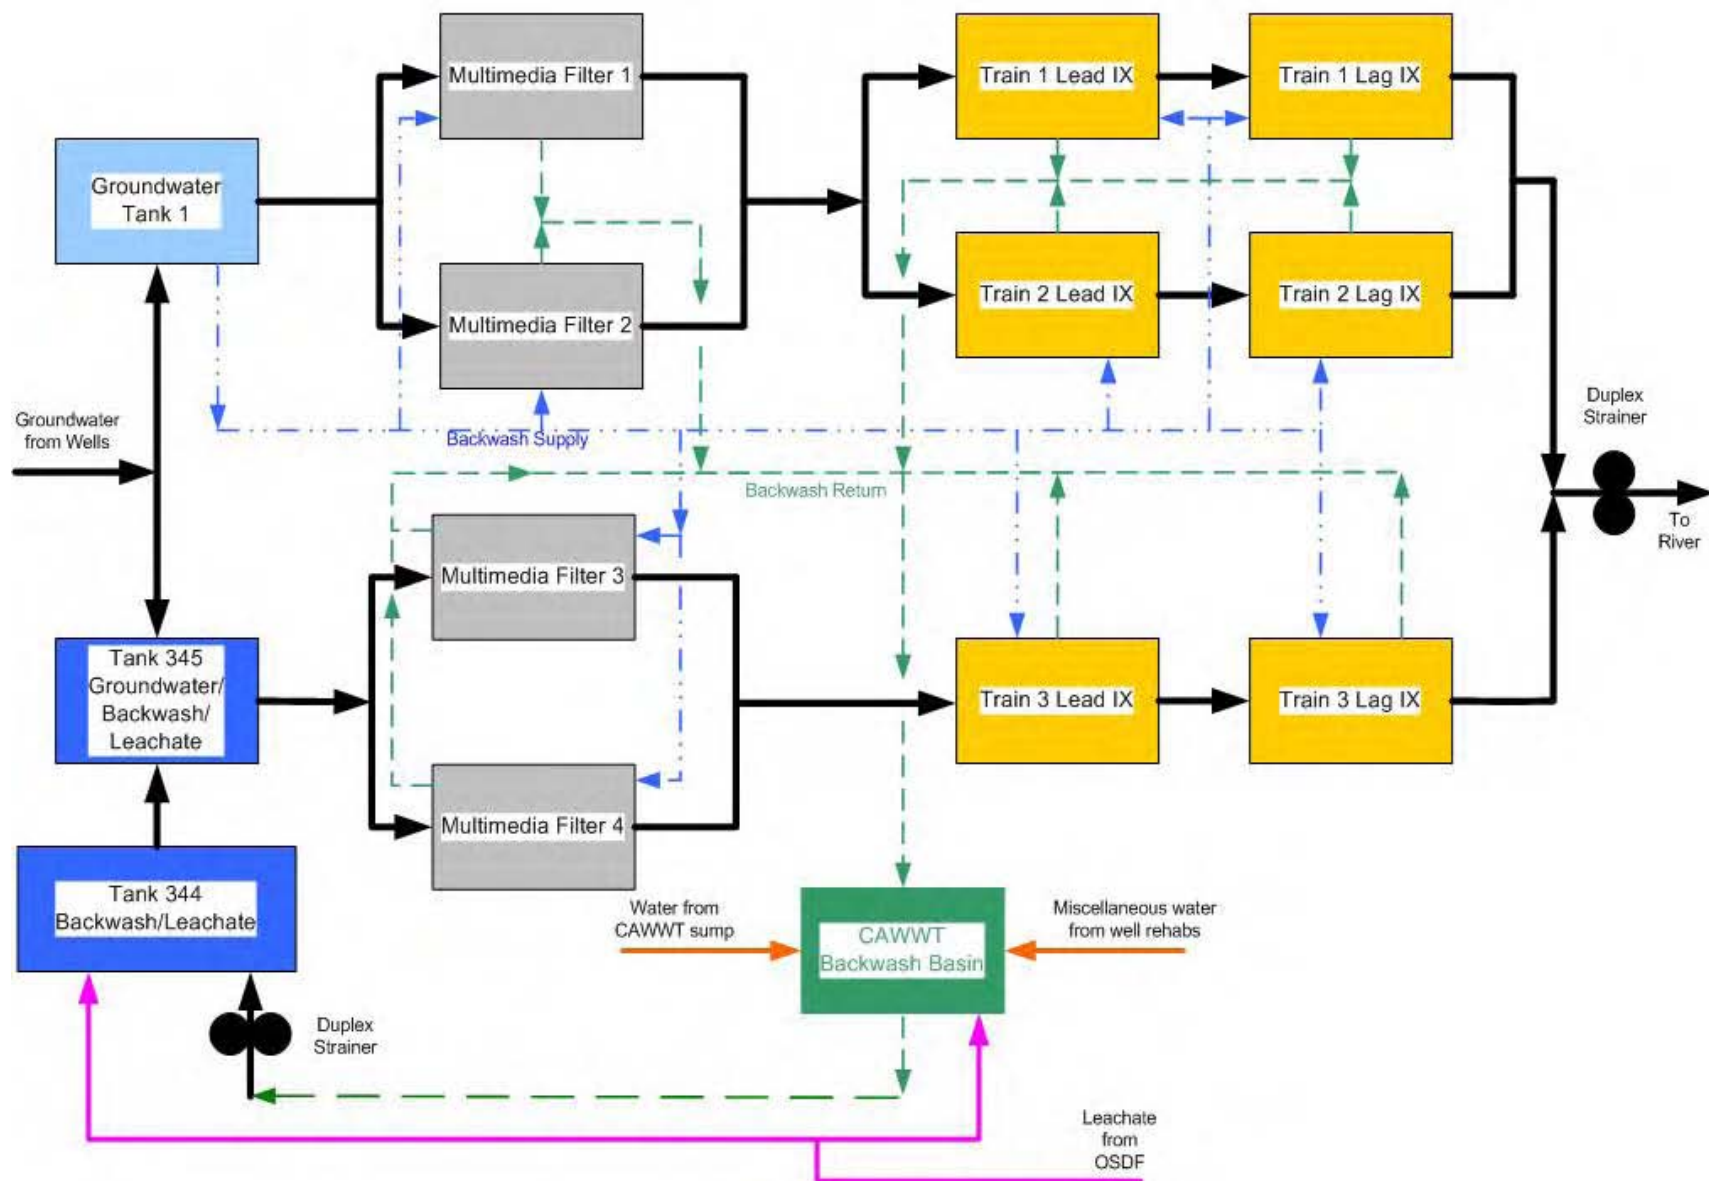 Multimedia Filter 1
Train 1 Lead IX
Train 1 Lag IX
Groundwater
Tank 1
Multimedia Filter 2
Train 2 Lead IX
Train 2 Lag IX
Groundwater
from Wells
Backwash Supply
Duplex
Strainer
Backwash Return
To
River
Multimedia Filter 3
Tank 345
Groundwater/
Backwash/
Leachate
Train 3 Lead IX
Train 3 Lag IX
Multimedia Filter 4
Tank 344
Backwash/Leachate
Water from
CAWWT sump
CAWWT
Backwash Basin
Miscellaneous water
from well rehabs
Duplex
Strainer
Leachate
from
OSDF